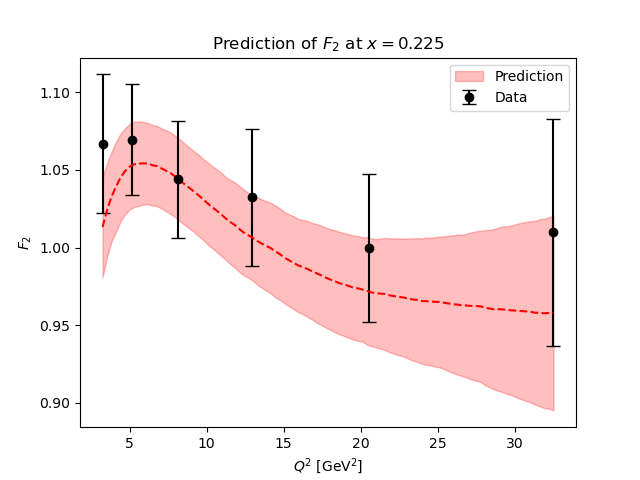 Prediction of $F_2$ at $x = 0.225$
Prediction
Data
1.10
1.05
1.00
0.95
0.90
$F_2$
5
10
15
20
25
30
$Q^2$ [GeV$^2$]